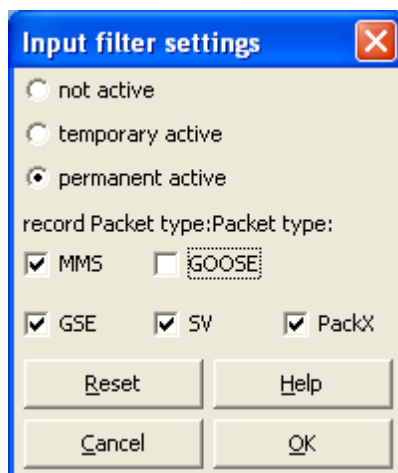 Input filter settings
not active
temporary active
permanent active
record Packet type:Packet type:
MMS GOOSE
GSE SV PackX
Reset Help
Cancel OK